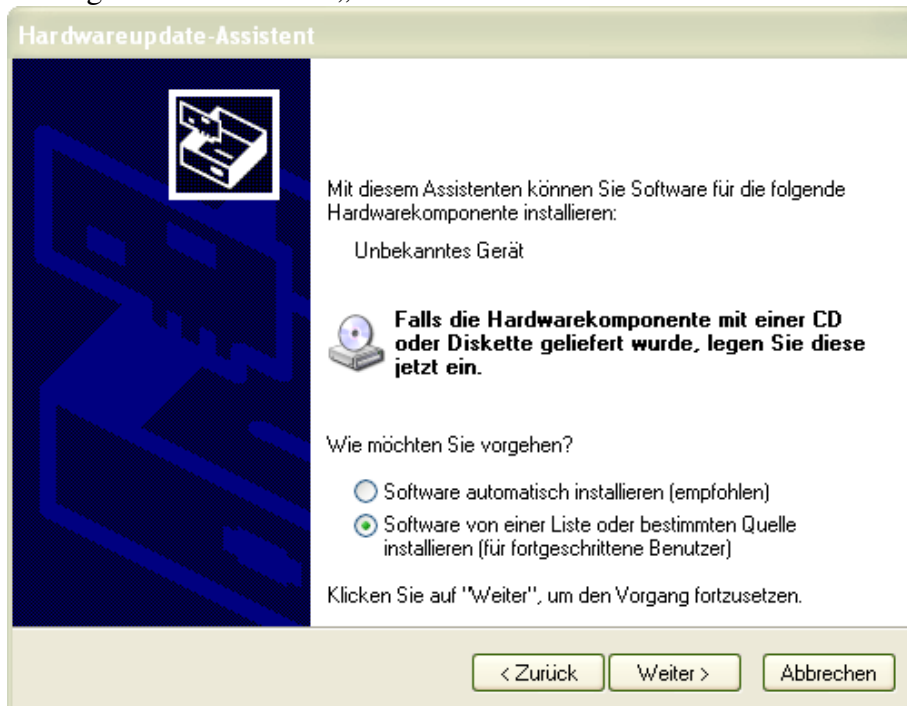 Hardwareupdate-Assistent
Mit diesem Assistenten können Sie Software für die folgende
Hardwarekomponente installieren:
Unbekanntes Gerät
Falls die Hardwarekomponente mit einer CD
oder Diskette geliefert wurde, legen Sie diese
jetzt ein.
Wie möchten Sie vorgehen?
Software automatisch installieren (empfohlen)
Software von einer Liste oder bestimmten Quelle
installieren (für fortgeschrittene Benutzer)
Klicken Sie auf "Weiter", um den Vorgang fortzusetzen.
< Zurück Weiter > Abbrechen